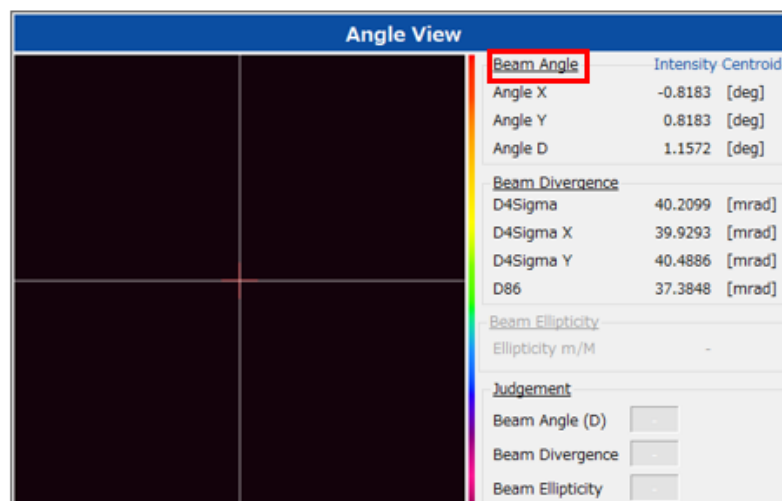 Angle View
Beam Angle Intensity Centroid
Angle X -0.8183 [deg]
Angle Y 0.8183 [deg]
Angle D 1.1572 [deg]
Beam Divergence
D4Sigma 40.2099 [mrad]
D4Sigma X 39.9293 [mrad]
D4Sigma Y 40.4886 [mrad]
D86 37.3848 [mrad]
Beam Ellipticity
Ellipticity m/M -
Judgement
Beam Angle (D) -
Beam Divergence -
Beam Ellipticity -